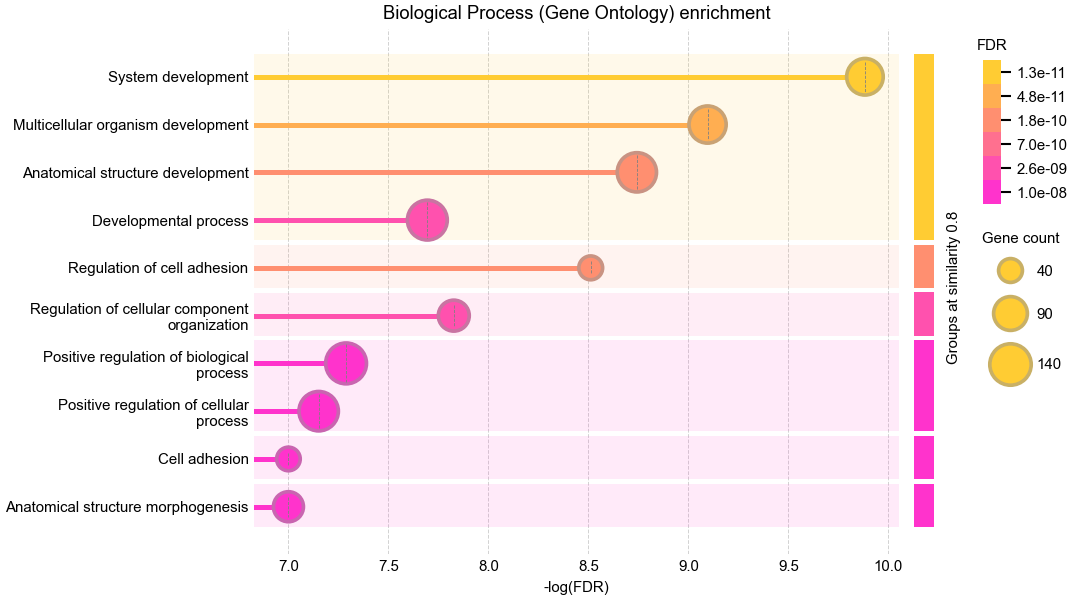 Biological Process (Gene Ontology) enrichment
System development
Multicellular organism development
Anatomical structure development
Developmental process
Regulation of cell adhesion
Regulation of cellular component
organization
Positive regulation of biological
process
Positive regulation of cellular
process
Cell adhesion
Anatomical structure morphogenesis
7.0
7.5
8.0
8.5
9.0
9.5
10.0
-log(FDR)
Groups at similarity 0.8
FDR
1.3e-11
4.8e-11
1.8e-10
7.0e-10
2.6e-09
1.0e-08
Gene count
40
90
140